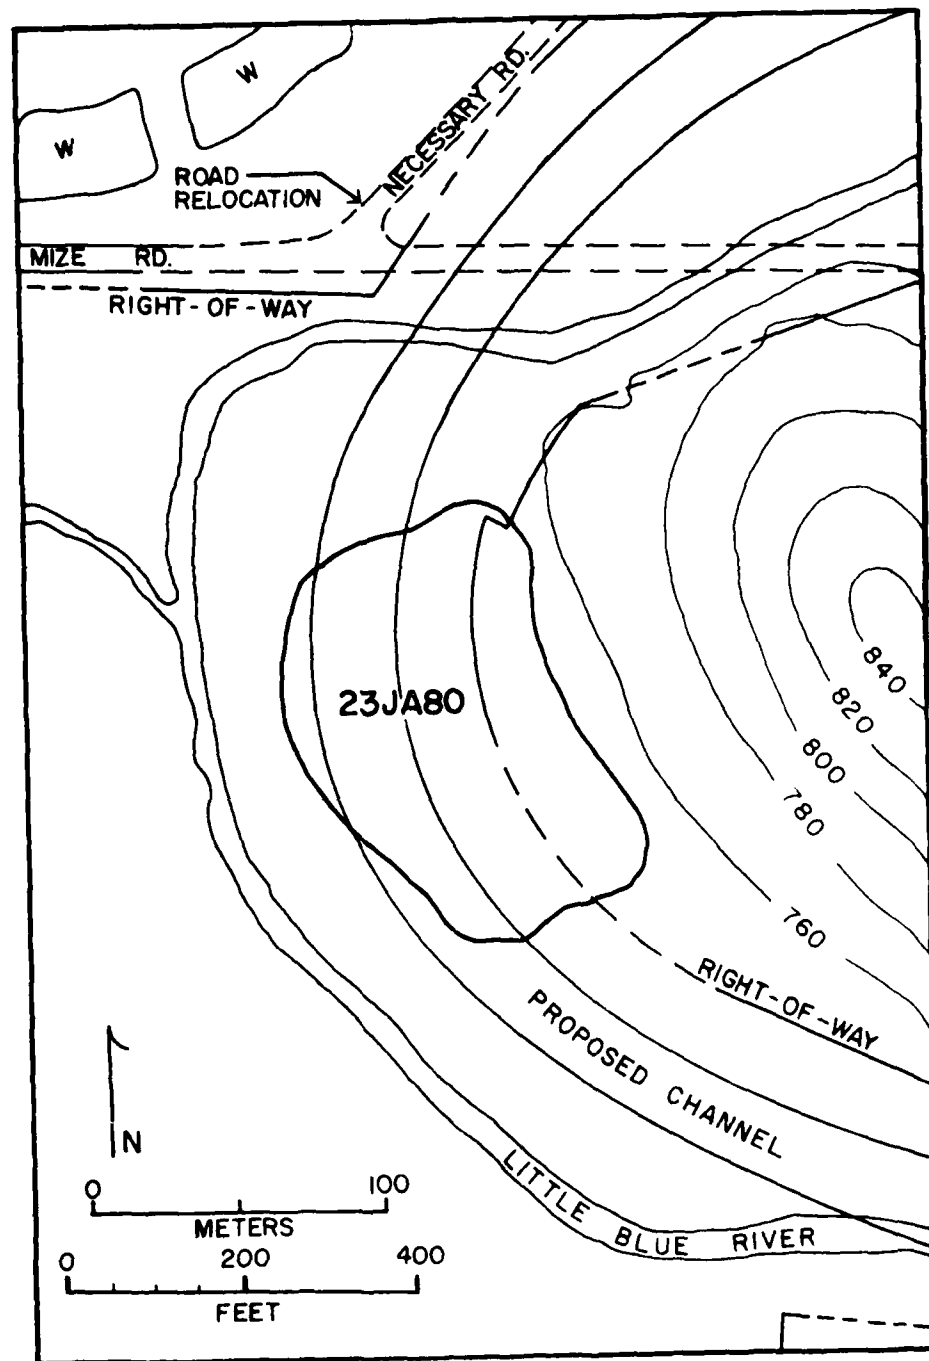 W
W
NECESSARY RD.
ROAD
RELOCATION
MIZE RD.
RIGHT-OF-WAY
23JA80
840
820
800
780
760
RIGHT-OF-WAY
PROPOSED CHANNEL
N
LITTLE BLUE RIVER
0 100
METERS
0 200 400
FEET